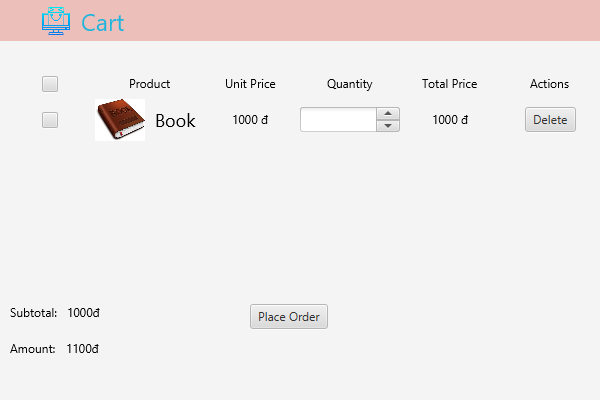 Cart
Product Unit Price Quantity Total Price Actions
Book 1000 đ 1000 đ Delete
Subtotal: 1000đ
Place Order
Amount: 1100đ